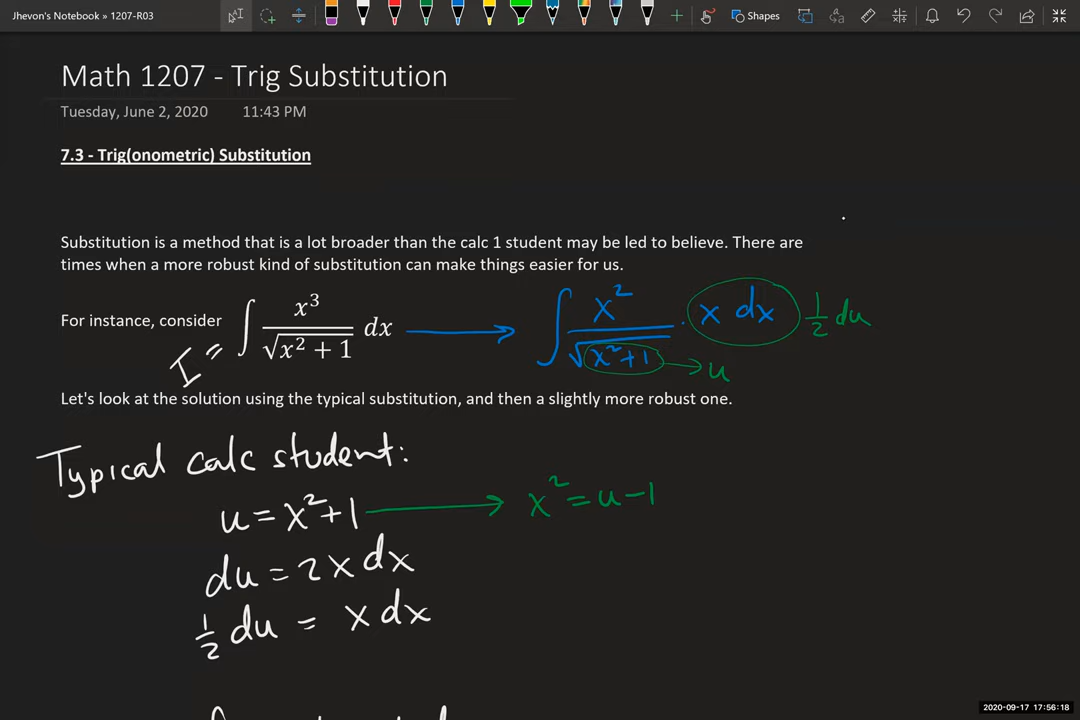 Jhevon's Notebook » 1207-R03
Shapes
Math 1207 - Trig Substitution
Tuesday, June 2, 2020 11:43 PM
7.3 - Trig(onometric) Substitution
Substitution is a method that is a lot broader than the calc 1 student may be led to believe. There are
times when a more robust kind of substitution can make things easier for us.
For instance, consider I = ∫ x³/√(x² + 1) dx → ∫ x²/√(x²+1) · x dx ½ du
→ u
Let's look at the solution using the typical substitution, and then a slightly more robust one.
Typical calc student:
u = x²+1 → x² = u−1
du = 2x dx
½ du = x dx
2020-09-17 17:56:18